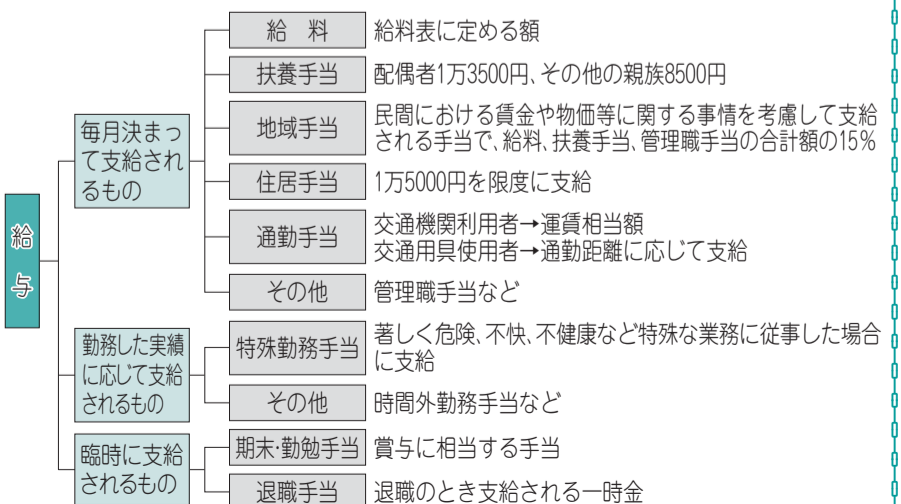 給与
毎月決まっ
て支給され
るもの
給料
給料表に定める額
扶養手当
配偶者1万3500円、その他の親族8500円
地域手当
民間における賃金や物価等に関する事情を考慮して支給
される手当で、給料、扶養手当、管理職手当の合計額の15%
住居手当
1万5000円を限度に支給
通勤手当
交通機関利用者→運賃相当額
交通用具使用者→通勤距離に応じて支給
その他
管理職手当など
勤務した実績
に応じて支給
されるもの
特殊勤務手当
著しく危険、不快、不健康など特殊な業務に従事した場合
に支給
その他
時間外勤務手当など
臨時に支給
されるもの
期末・勤勉手当
賞与に相当する手当
退職手当
退職のとき支給される一時金